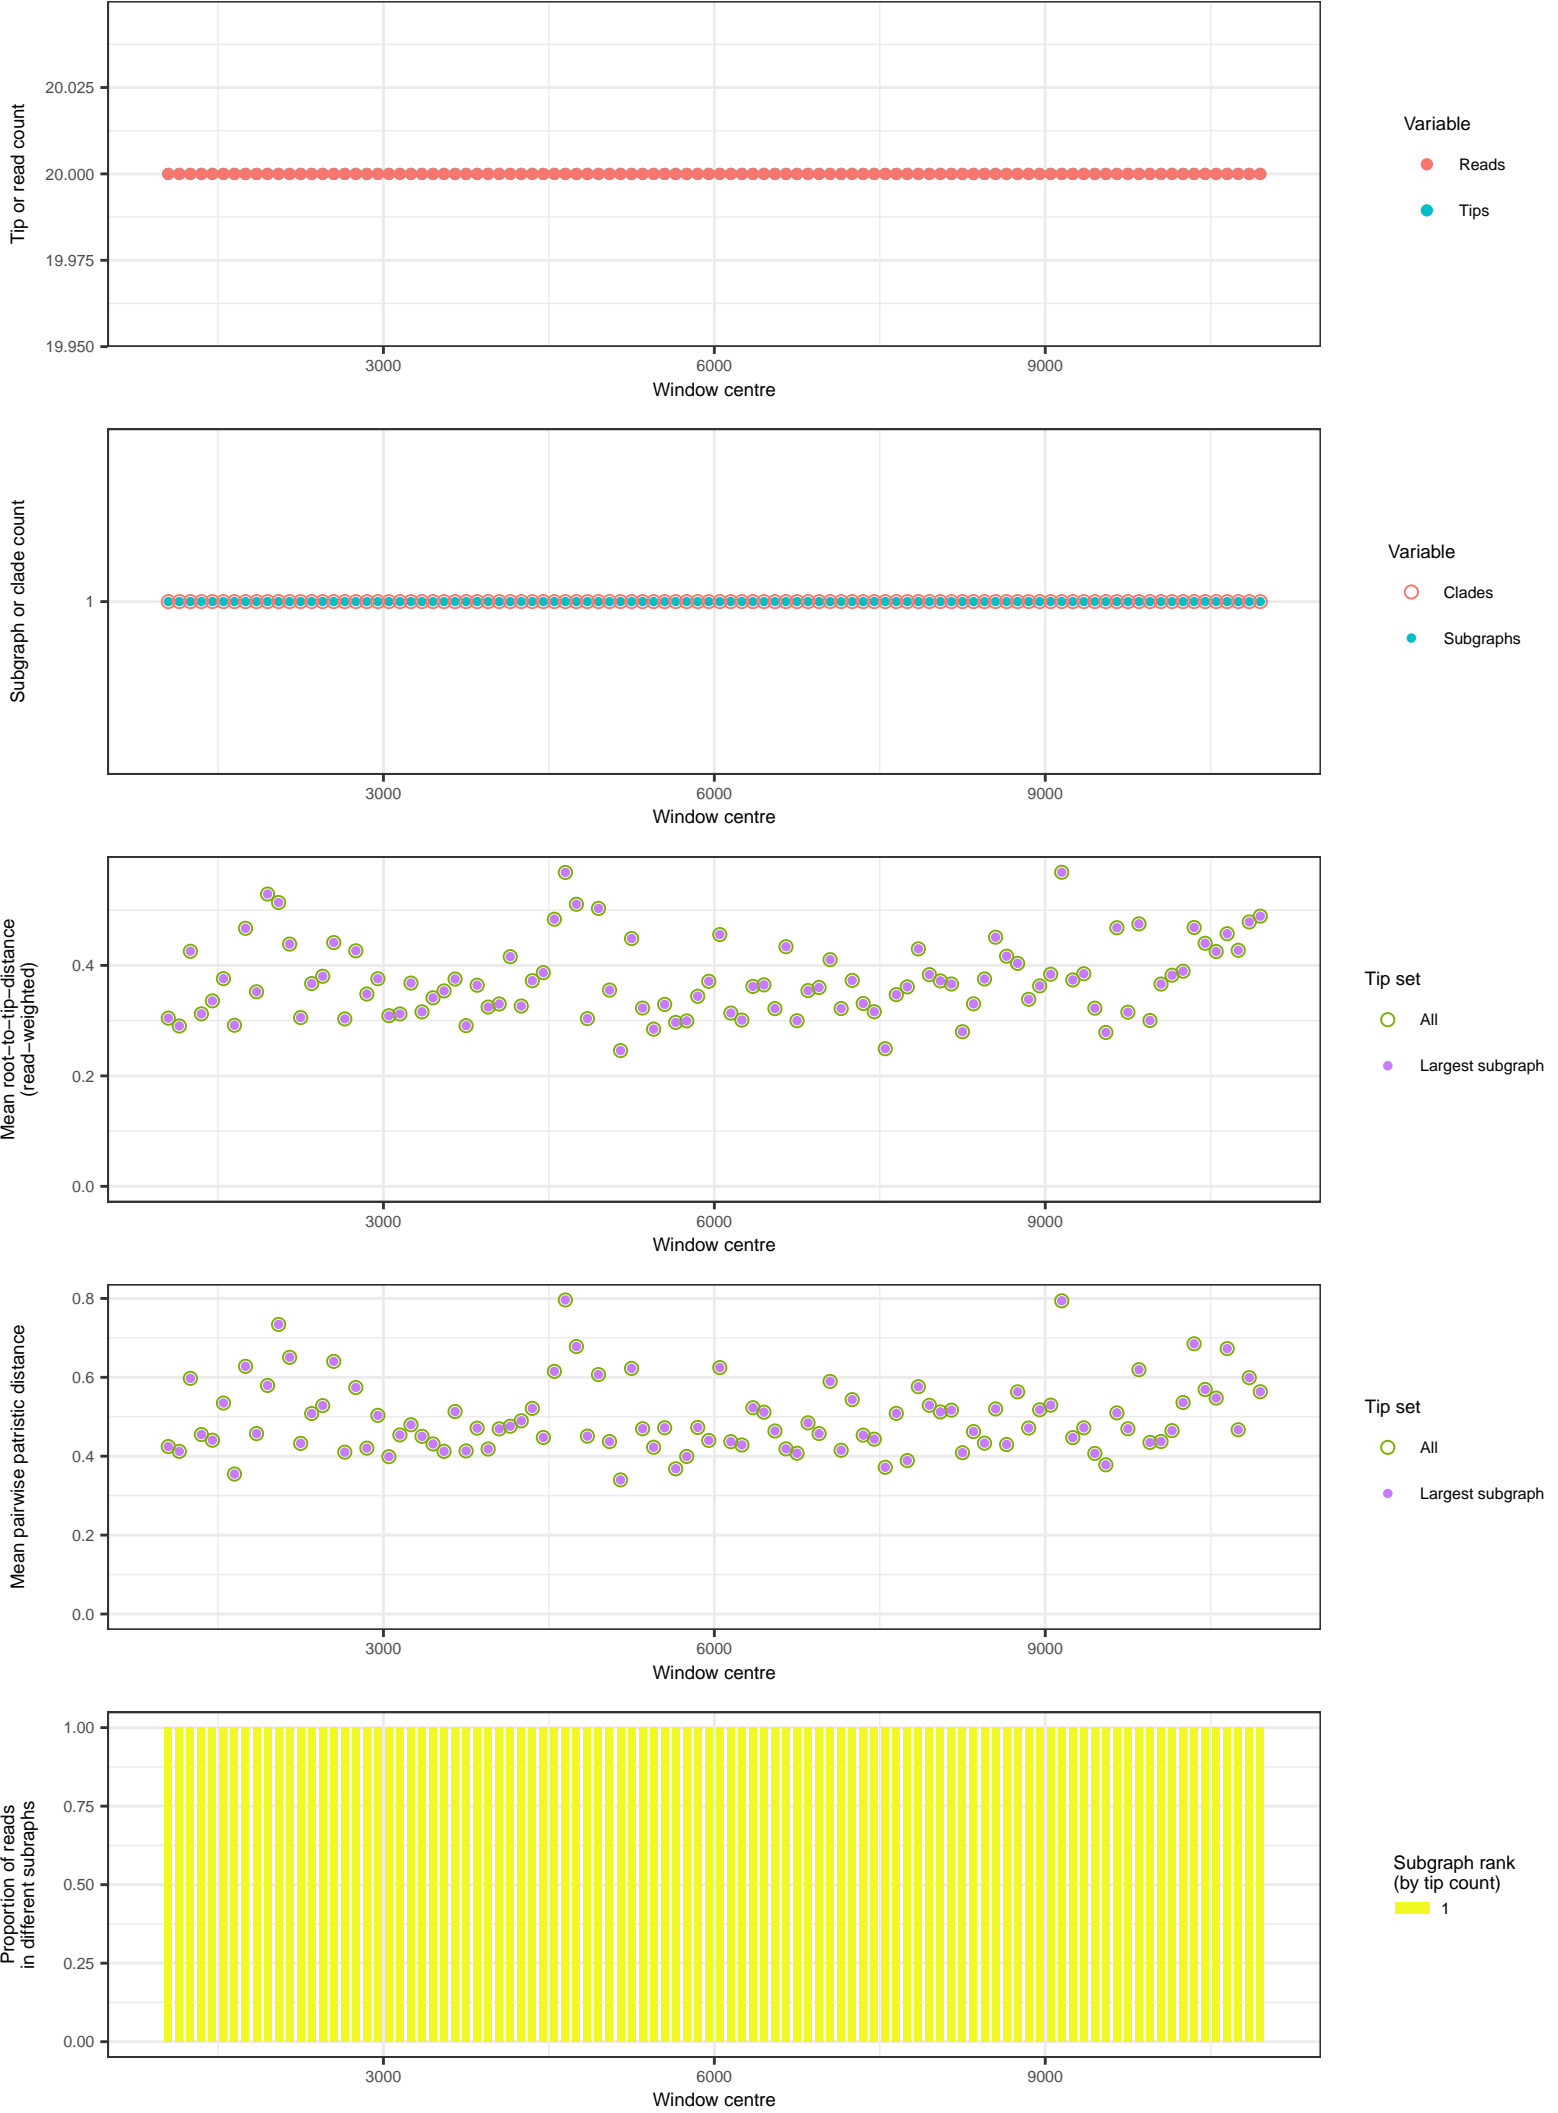 20.025
20.000
19.975
19.950
Tip or read count
3000
6000
9000
Window centre
Variable
Reads
Tips
1
Subgraph or clade count
3000
6000
9000
Window centre
Variable
Clades
Subgraphs
0.4
0.2
0.0
Mean root−to−tip−distance
(read−weighted)
3000
6000
9000
Window centre
Tip set
All
Largest subgraph
0.8
0.6
0.4
0.2
0.0
Mean pairwise patristic distance
3000
6000
9000
Window centre
Tip set
All
Largest subgraph
1.00
0.75
0.50
0.25
0.00
Proportion of reads
in different subraphs
3000
6000
9000
Window centre
Subgraph rank
(by tip count)
1